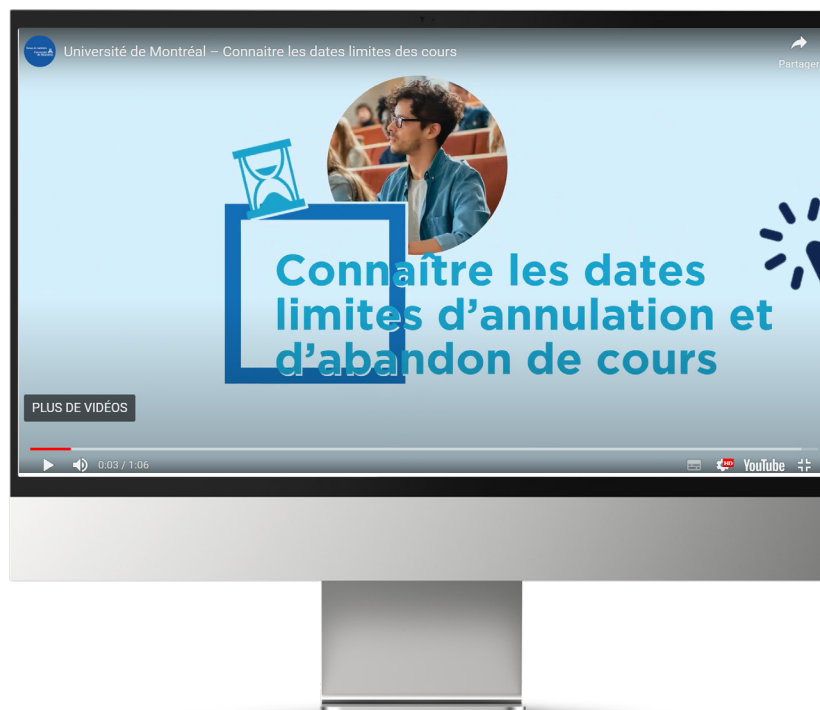 Université de Montréal – Connaitre les dates limites des cours
Partager
Connaître les dates
limites d'annulation et
d'abandon de cours
PLUS DE VIDÉOS
0:03 / 1:06
HD
YouTube